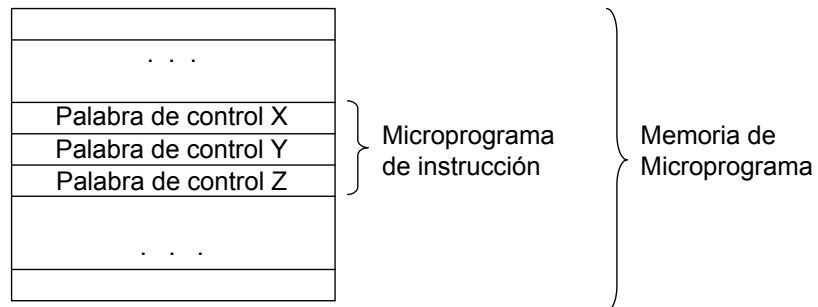 . . .
Palabra de control X
Palabra de control Y
Palabra de control Z
Microprograma
de instrucción
Memoria de
Microprograma
. . .